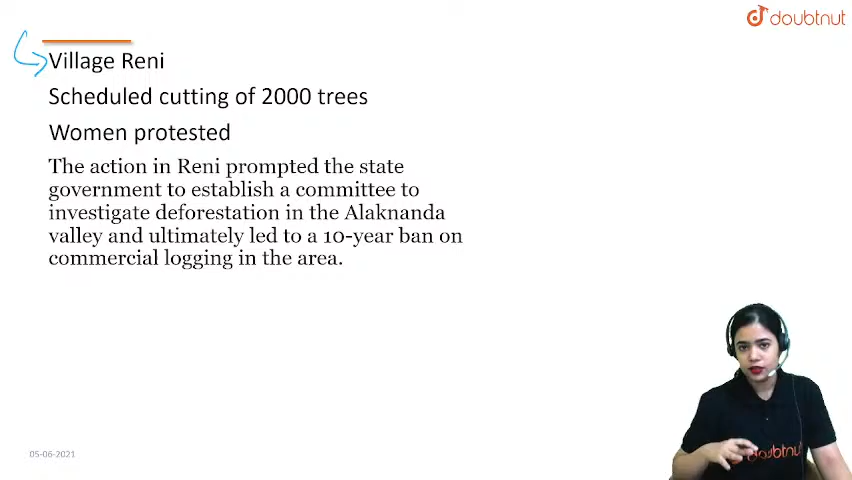 doubtnut
Village Reni
Scheduled cutting of 2000 trees
Women protested
The action in Reni prompted the state
government to establish a committee to
investigate deforestation in the Alaknanda
valley and ultimately led to a 10-year ban on
commercial logging in the area.
doubtnut
05-06-2021